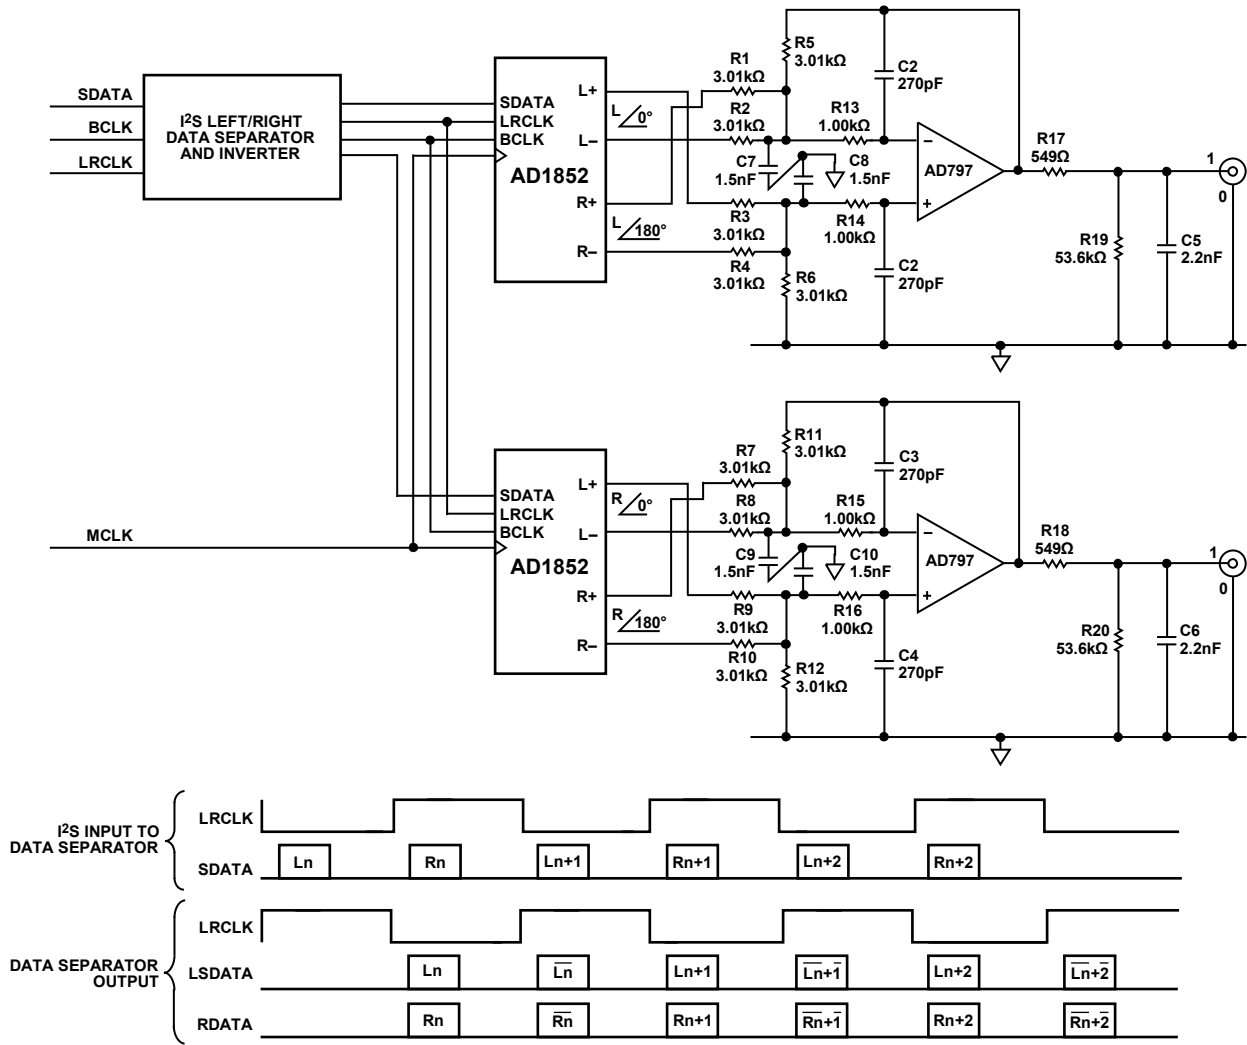 SDATA
BCLK
LRCLK
I²S LEFT/RIGHT
DATA SEPARATOR
AND INVERTER
SDATA
LRCLK
BCLK
AD1852
L+
L–
R+
R–
L 0°
L 180°
R1
3.01kΩ
R2
3.01kΩ
R3
3.01kΩ
R4
3.01kΩ
R5
3.01kΩ
R6
3.01kΩ
C7
1.5nF
C8
1.5nF
R13
1.00kΩ
R14
1.00kΩ
C2
270pF
C2
270pF
–
+
AD797
R17
549Ω
R19
53.6kΩ
C5
2.2nF
1
0
MCLK
SDATA
LRCLK
BCLK
AD1852
L+
L–
R+
R–
R 0°
R 180°
R7
3.01kΩ
R8
3.01kΩ
R9
3.01kΩ
R10
3.01kΩ
R11
3.01kΩ
R12
3.01kΩ
C9
1.5nF
C10
1.5nF
R15
1.00kΩ
R16
1.00kΩ
C3
270pF
C4
270pF
–
+
AD797
R18
549Ω
R20
53.6kΩ
C6
2.2nF
1
0
I²S INPUT TO
DATA SEPARATOR
LRCLK
SDATA
Ln Rn Ln+1 Rn+1 Ln+2 Rn+2
DATA SEPARATOR
OUTPUT
LRCLK
LSDATA
Ln L̅n̅ Ln+1 L̅n̅+1̅ Ln+2 L̅n̅+2̅
RDATA
Rn R̅n̅ Rn+1 R̅n̅+1̅ Rn+2 R̅n̅+2̅